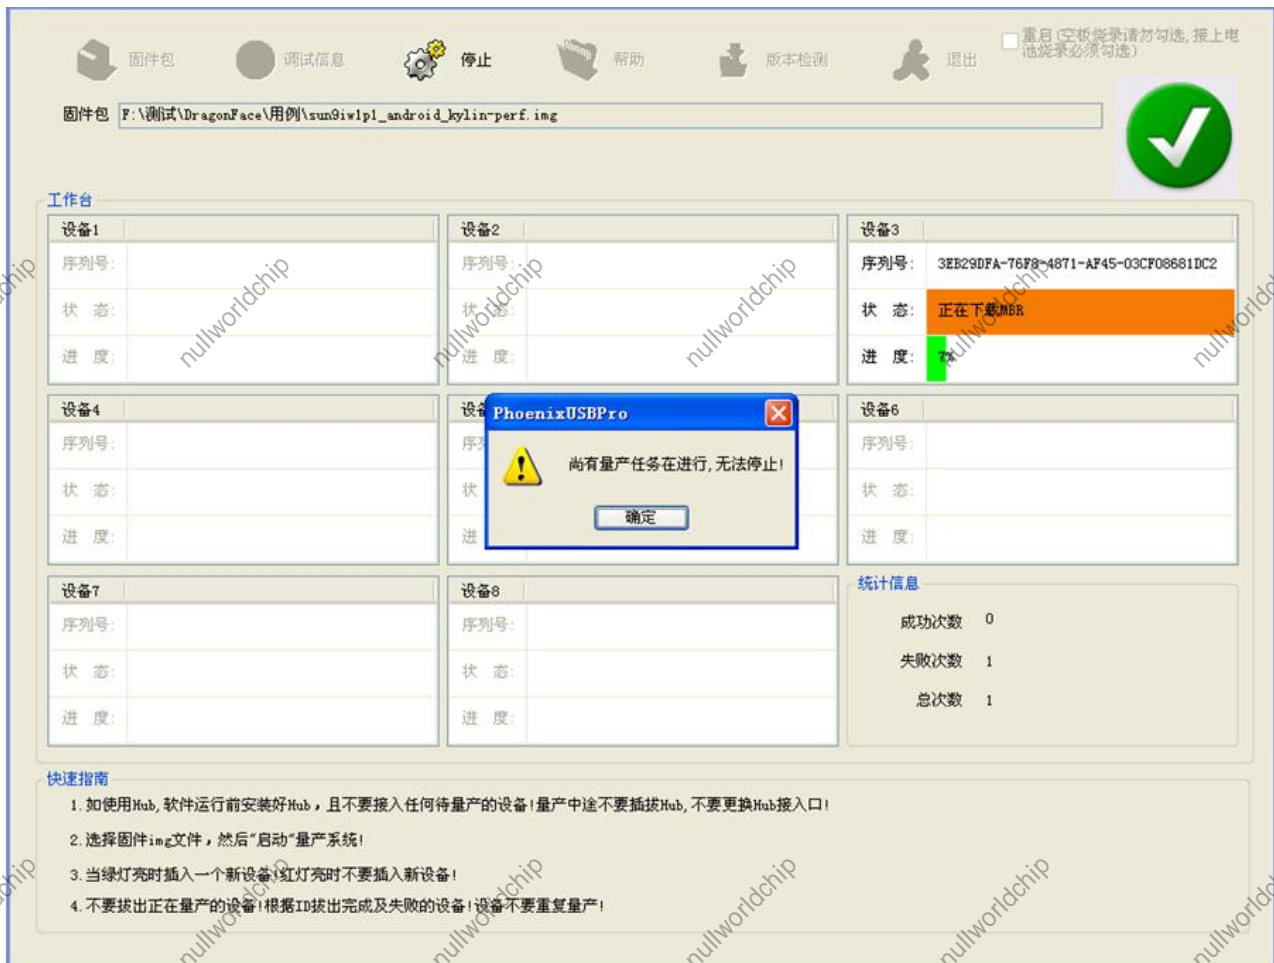 固件包
调试信息
停止
帮助
版本检测
退出
重启(空板烧录请勿勾选,接上电
池烧录必须勾选)
固件包 F:\测试\DragonFace\用例\sun9iw1p1_android_kylin-perf.img
工作台
设备1
序列号:
状 态:
进 度:
设备2
序列号:
状 态:
进 度:
设备3
序列号: 3EB29DFA-76F8-4871-AF45-03CF08681DC2
状 态: 正在下载MBR
进 度: 7%
设备4
序列号:
状 态:
进 度:
设备
序
状
进
PhoenixUSBPro
尚有量产任务在进行,无法停止!
确定
设备6
序列号:
状 态:
进 度:
设备7
序列号:
状 态:
进 度:
设备8
序列号:
状 态:
进 度:
统计信息
成功次数 0
失败次数 1
总次数 1
快速指南
1.如使用Hub,软件运行前安装好Hub，且不要接入任何待量产的设备!量产中途不要插拔Hub,不要更换Hub接入口!
2.选择固件img文件，然后"启动"量产系统!
3.当绿灯亮时插入一个新设备!红灯亮时不要插入新设备!
4.不要拔出正在量产的设备!根据ID拔出完成及失败的设备!设备不要重复量产!
nullworldchip
nullworldchip
nullworldchip
nullworldchip
nullworldchip
nullworldchip
nullworldchip